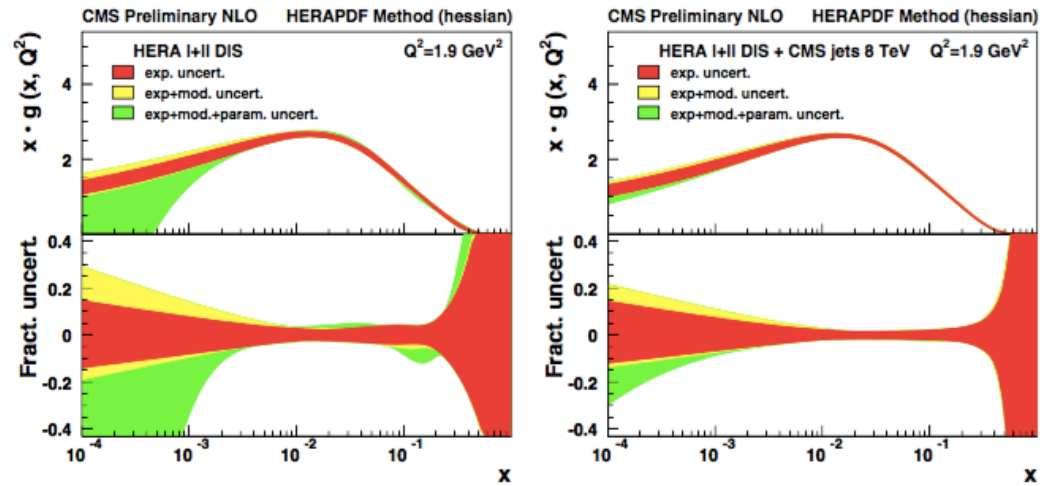 CMS Preliminary NLO HERAPDF Method (hessian)
HERA I+II DIS Q²=1.9 GeV²
exp. uncert.
exp+mod. uncert.
exp+mod.+param. uncert.
x · g (x, Q²)
4
2
Fract. uncert.
0.4
0.2
0
-0.2
-0.4
10⁻⁴ 10⁻³ 10⁻² 10⁻¹
x
CMS Preliminary NLO HERAPDF Method (hessian)
HERA I+II DIS + CMS jets 8 TeV Q²=1.9 GeV²
exp. uncert.
exp+mod. uncert.
exp+mod.+param. uncert.
x · g (x, Q²)
4
2
Fract. uncert.
0.4
0.2
0
-0.2
-0.4
10⁻⁴ 10⁻³ 10⁻² 10⁻¹
x